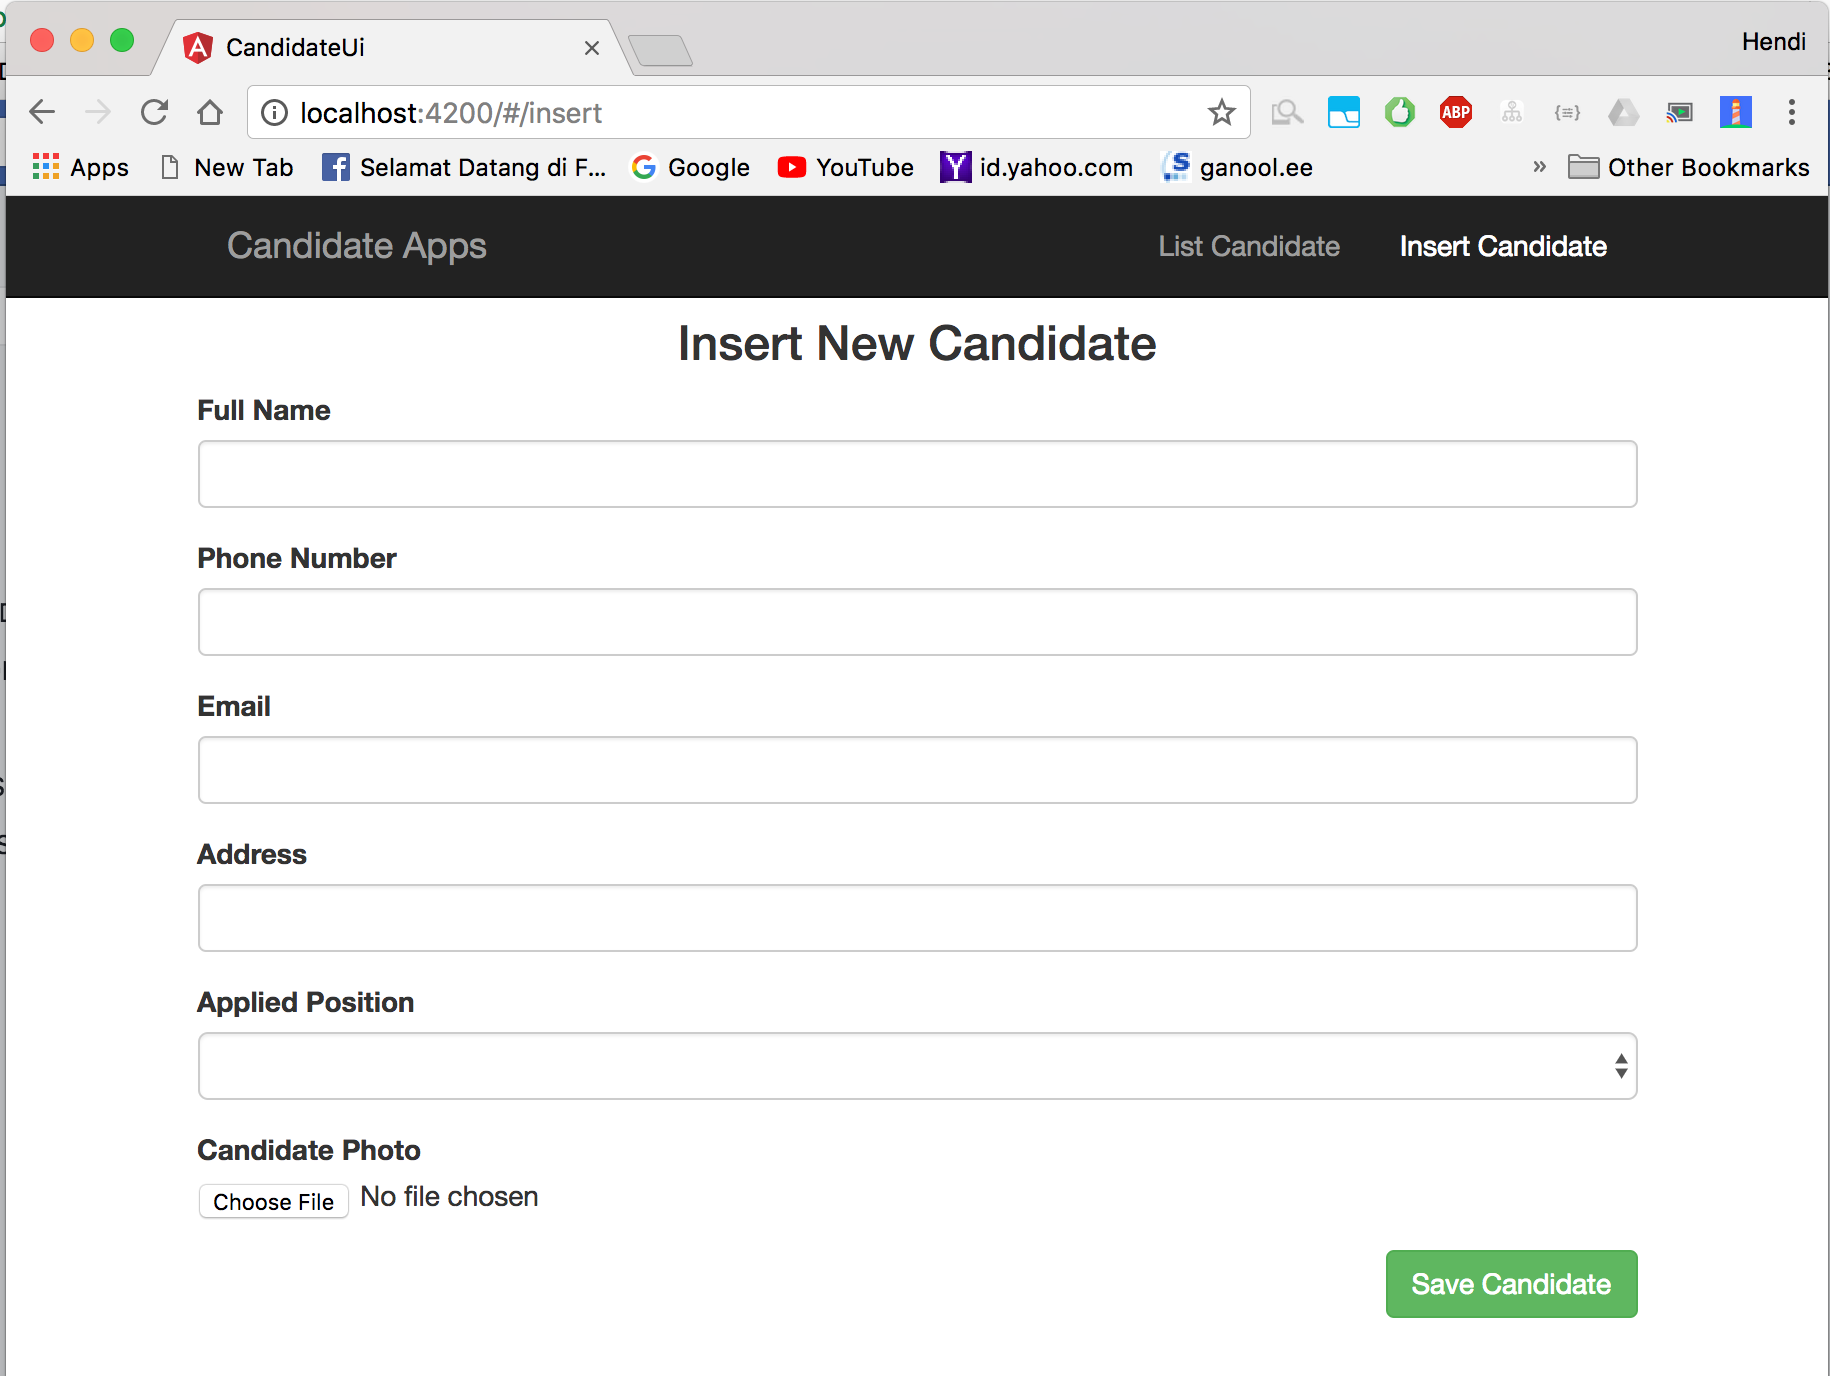 CandidateUi
Hendi
localhost:4200/#/insert
ABP
{=}
Apps New Tab Selamat Datang di F... Google YouTube id.yahoo.com ganool.ee » Other Bookmarks
Candidate Apps List Candidate Insert Candidate
Insert New Candidate
Full Name
Phone Number
Email
Address
Applied Position
Candidate Photo
Choose File No file chosen
Save Candidate